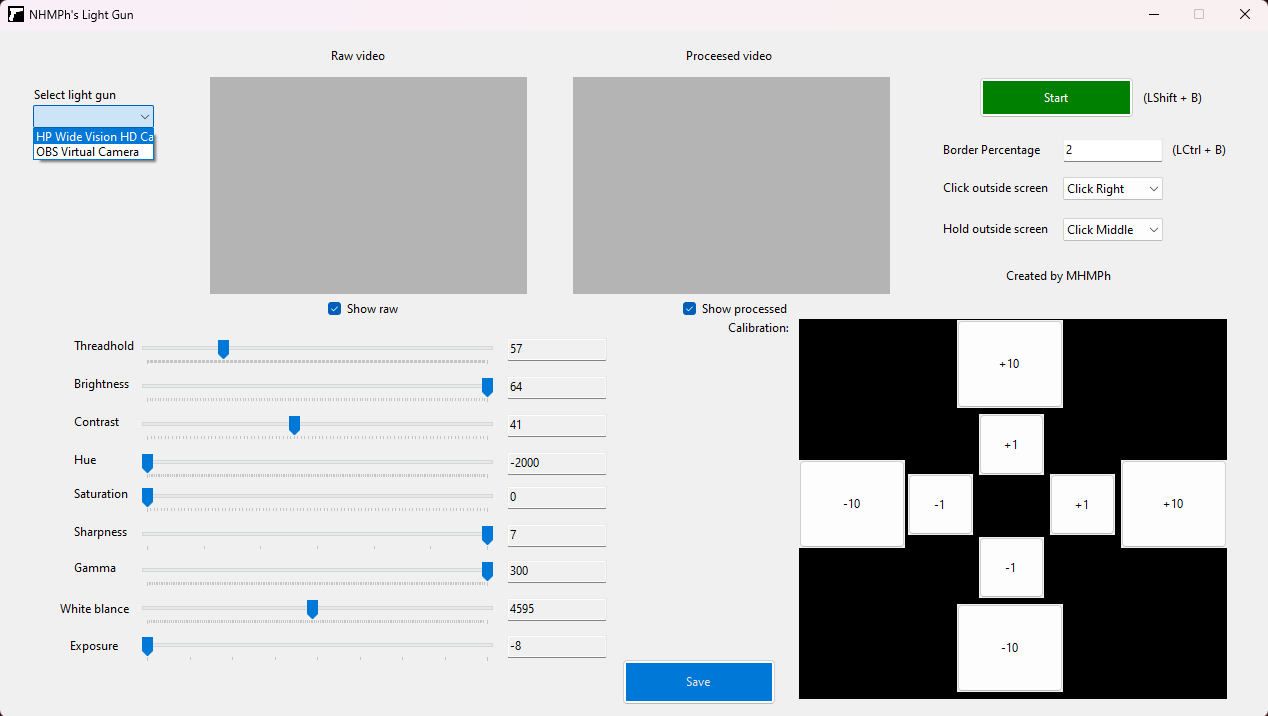 NHMPh's Light Gun
Raw video
Proceesed video
Select light gun
HP Wide Vision HD Ca
OBS Virtual Camera
Start
(LShift + B)
Border Percentage
2
(LCtrl + B)
Click outside screen
Click Right
Hold outside screen
Click Middle
Created by MHMPh
Show raw
Show processed
Calibration:
Threadhold
57
Brightness
64
Contrast
41
Hue
-2000
Saturation
0
Sharpness
7
Gamma
300
White blance
4595
Exposure
-8
Save
+10
+1
-10
-1
+1
+10
-1
-10